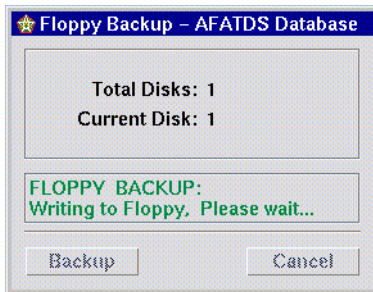 Floppy Backup – AFATDS Database
Total Disks: 1
Current Disk: 1
FLOPPY BACKUP:
Writing to Floppy, Please wait...
Backup
Cancel